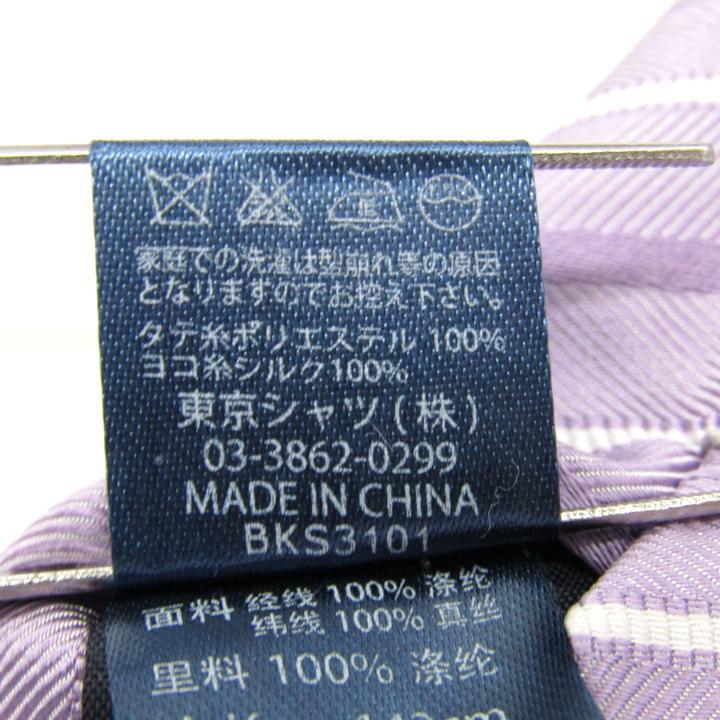 家庭での洗濯は型崩れ等の原因
となりますのでお控え下さい。
タテ糸ポリエステル 100%
ヨコ糸シルク100%
東京シャツ(株)
03-3862-0299
MADE IN CHINA
BKS3101
面料 经线 100% 涤纶
纬线 100% 真丝
里料 100% 涤纶